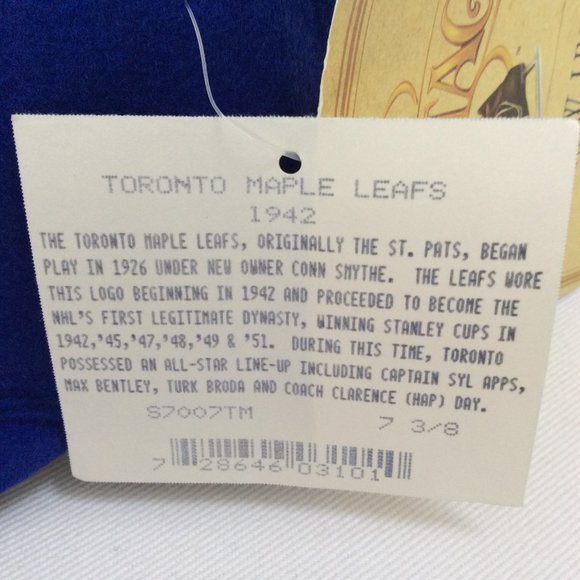 TORONTO MAPLE LEAFS
1942
THE TORONTO MAPLE LEAFS, ORIGINALLY THE ST. PATS, BEGAN
PLAY IN 1926 UNDER NEW OWNER CONN SMYTHE. THE LEAFS WORE
THIS LOGO BEGINNING IN 1942 AND PROCEEDED TO BECOME THE
NHL'S FIRST LEGITIMATE DYNASTY, WINNING STANLEY CUPS IN
1942,'45,'47,'48,'49 & '51. DURING THIS TIME, TORONTO
POSSESSED AN ALL-STAR LINE-UP INCLUDING CAPTAIN SYL APPS,
MAX BENTLEY, TURK BRODA AND COACH CLARENCE (HAP) DAY.
S7007TM 7 3/8
7 28646 03101